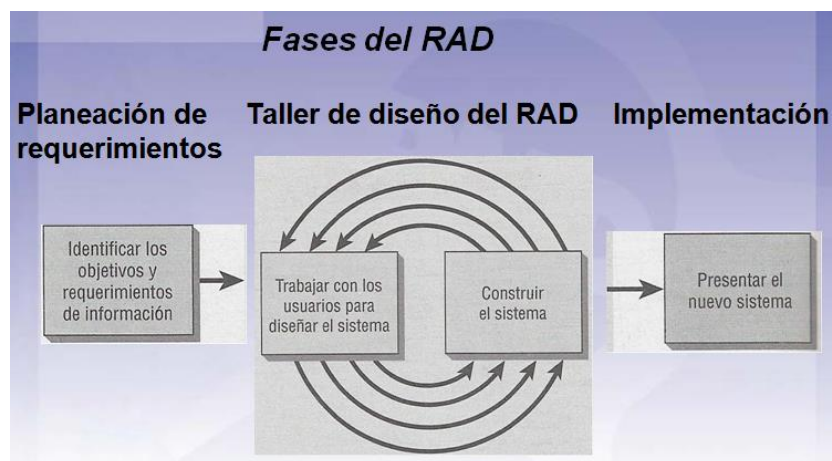 Fases del RAD
Planeación de
requerimientos
Taller de diseño del RAD
Implementación
Identificar los
objetivos y
requerimientos
de información
Trabajar con los
usuarios para
diseñar el sistema
Construir
el sistema
Presentar el
nuevo sistema